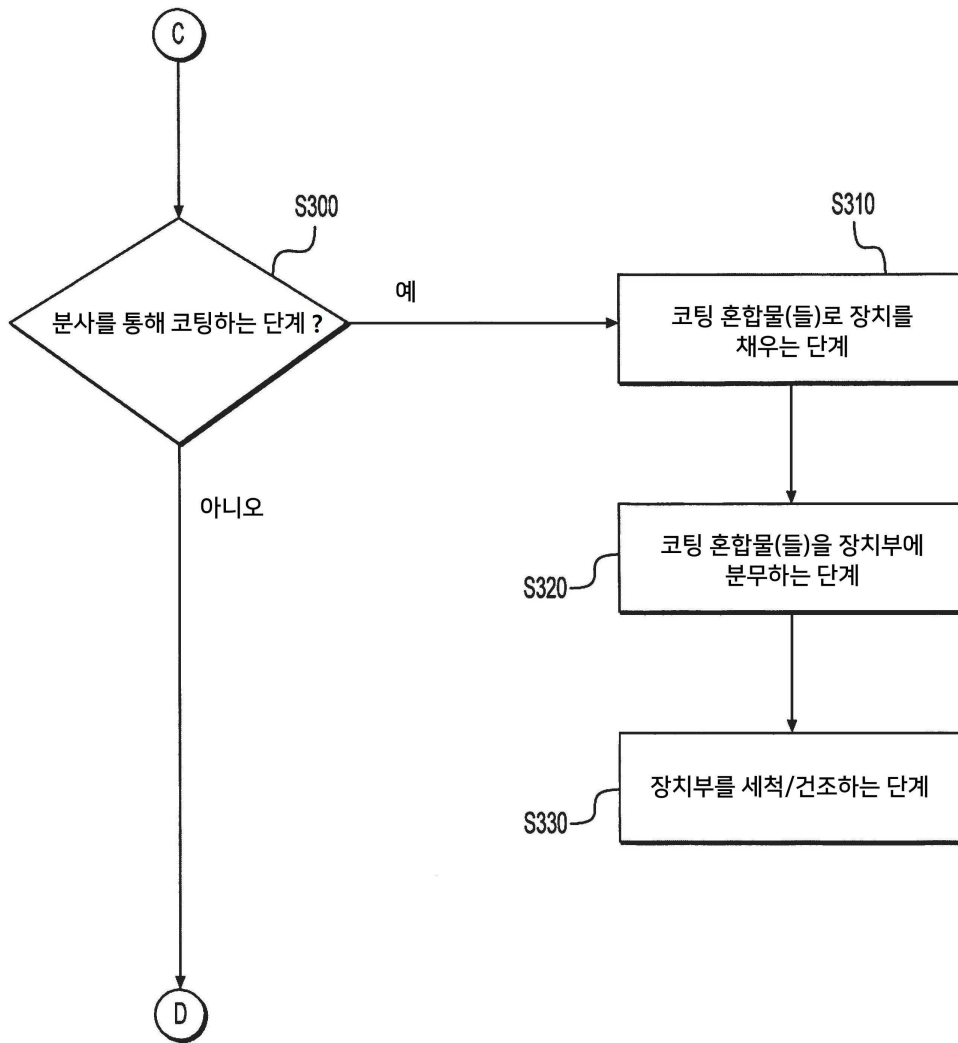 C
S300
S310
분사를 통해 코팅하는 단계 ?
예
코팅 혼합물(들)로 장치를
채우는 단계
아니오
코팅 혼합물(들)을 장치부에
분무하는 단계
S320
장치부를 세척/건조하는 단계
S330
D